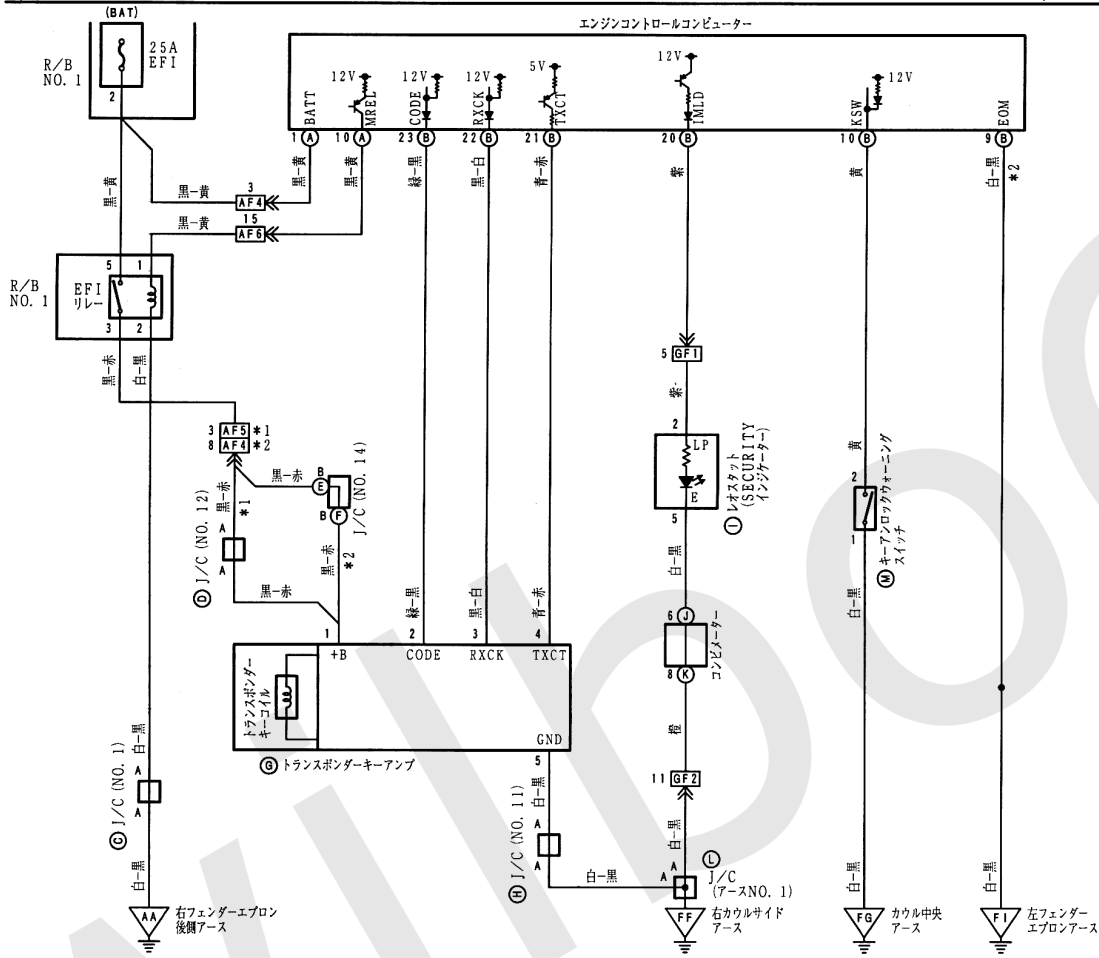 (BAT)
エンジンコントロールコンピューター
R/B
NO. 1
25A
EFI
2
12V
12V
12V
5V
12V
12V
BATT
MREL
CODE
RXCK
TXCT
IMLD
KSW
EOM
1 A
10 A
23 B
22 B
21 B
20 B
10 B
9 B
黒-黄
黒-黄
黒-黄
緑-黒
黒-白
青-赤
紫
黄
白-黒
*2
黒-黄
3
AF4
15
黒-黄
AF6
R/B
NO. 1
5
1
EFI
リレー
3
2
黒-赤
白-黒
5 GF1
紫
3 AF5 *1
8 AF4 *2
黒-赤
B
E
B F
J/C (NO. 14)
黒-赤
*1
A
A
D J/C (NO. 12)
黒-赤
黒-赤
*2
2
LP
E
5
I レオスタット
(SECURITY
インジケーター)
黄
2
1
M キーアンロックウォーニング
スイッチ
白-黒
白-黒
緑-黒
黒-白
青-赤
6 J
8 K
コンビメーター
1
2
3
4
+B
CODE
RXCK
TXCT
トランスポンダー
キーコイル
GND
5
G トランスポンダーキーアンプ
橙
11 GF2
白-黒
白-黒
A
A
C J/C (NO. 1)
白-黒
白-黒
A
A
H J/C (NO. 11)
白-黒
A
A
L
J/C
(アースNO. 1)
白-黒
白-黒
AA
右フェンダーエプロン
後側アース
FF
右カウルサイド
アース
FG
カウル中央
アース
FI
左フェンダー
エプロンアース